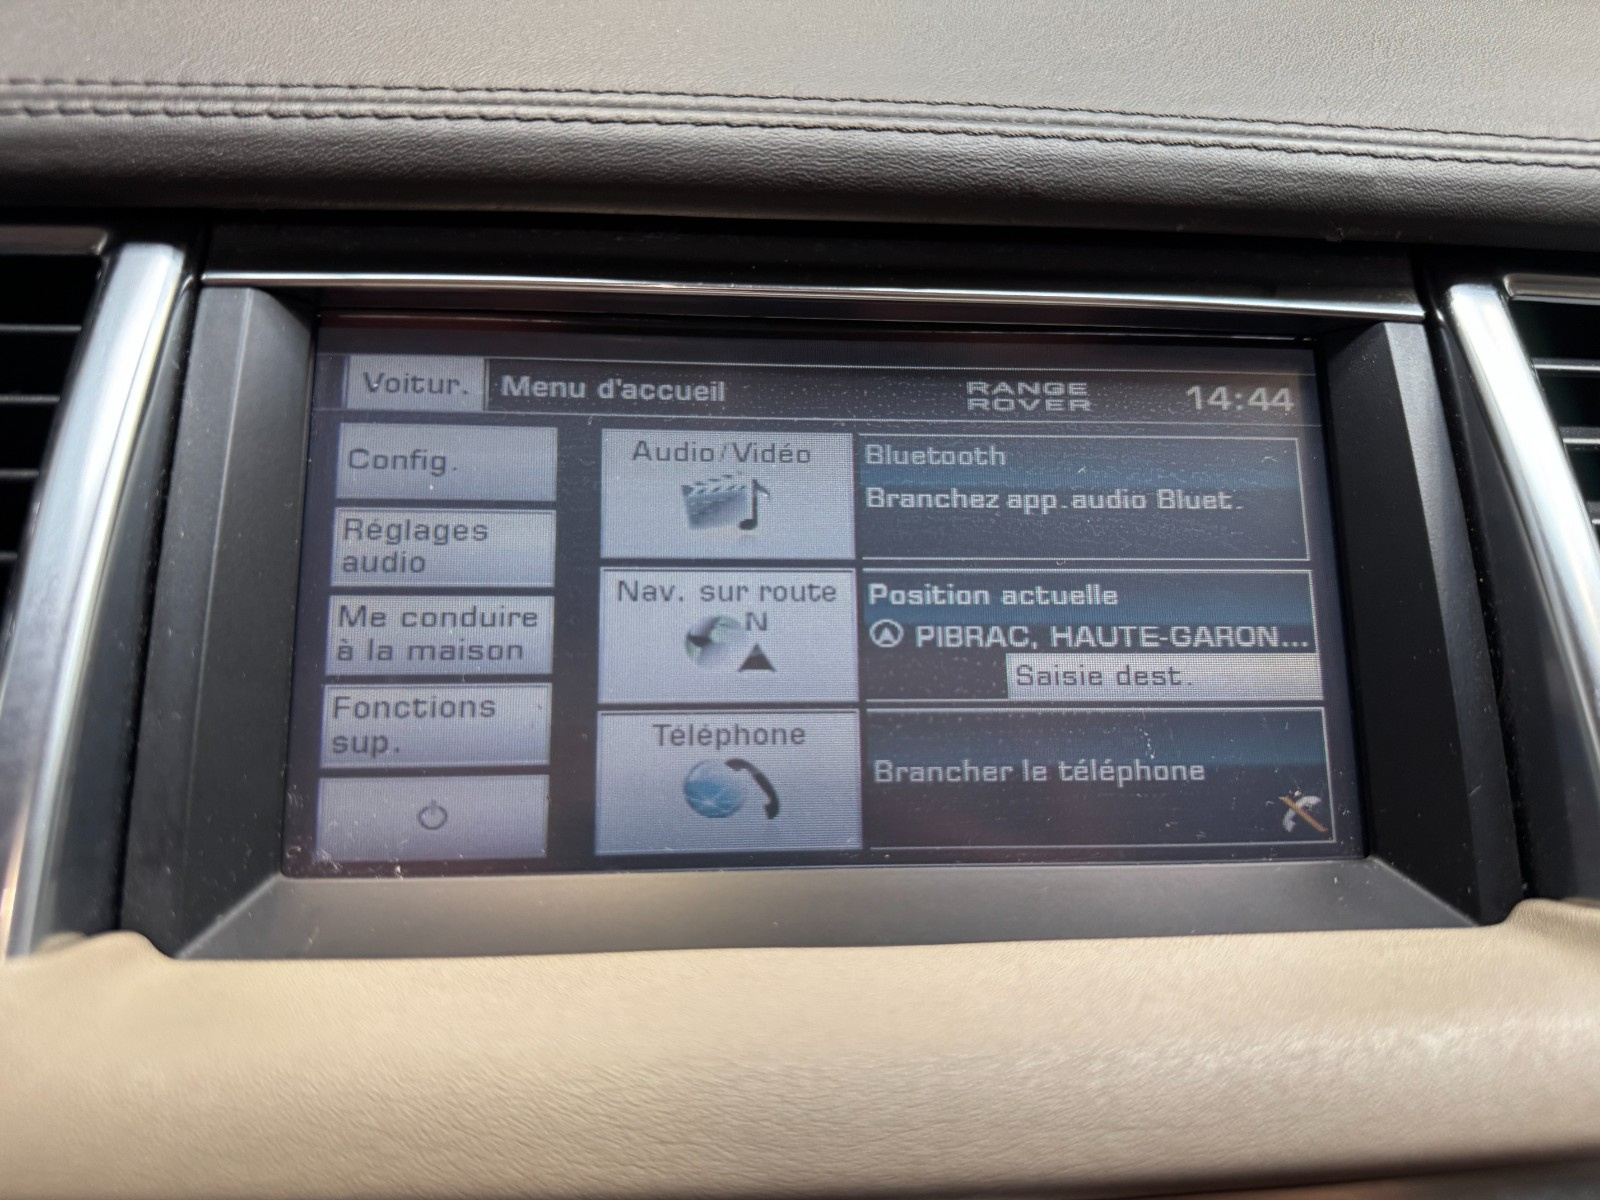 Voitur.
Menu d'accueil
RANGE
ROVER
14:44
Config.
Réglages
audio
Me conduire
à la maison
Fonctions
sup.
Audio/Vidéo
Bluetooth
Branchez app.audio Bluet.
Nav. sur route
N
Position actuelle
PIBRAC, HAUTE-GARON...
Saisie dest.
Téléphone
Brancher le téléphone